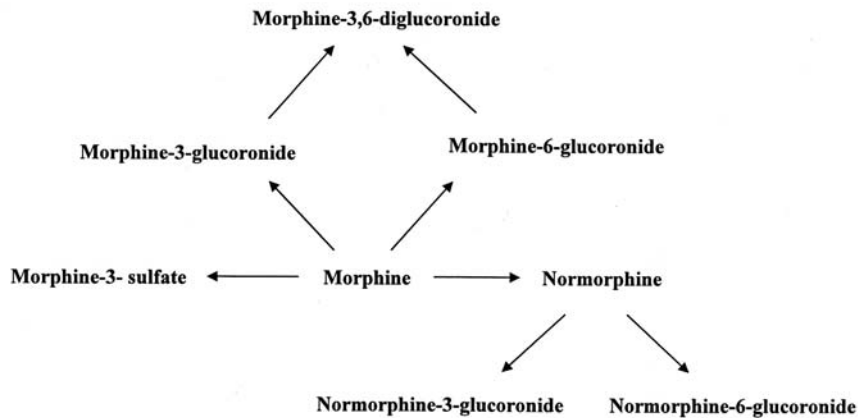 Morphine-3,6-diglucoronide
Morphine-3-glucoronide
Morphine-6-glucoronide
Morphine-3- sulfate
Morphine
Normorphine
Normorphine-3-glucoronide
Normorphine-6-glucoronide